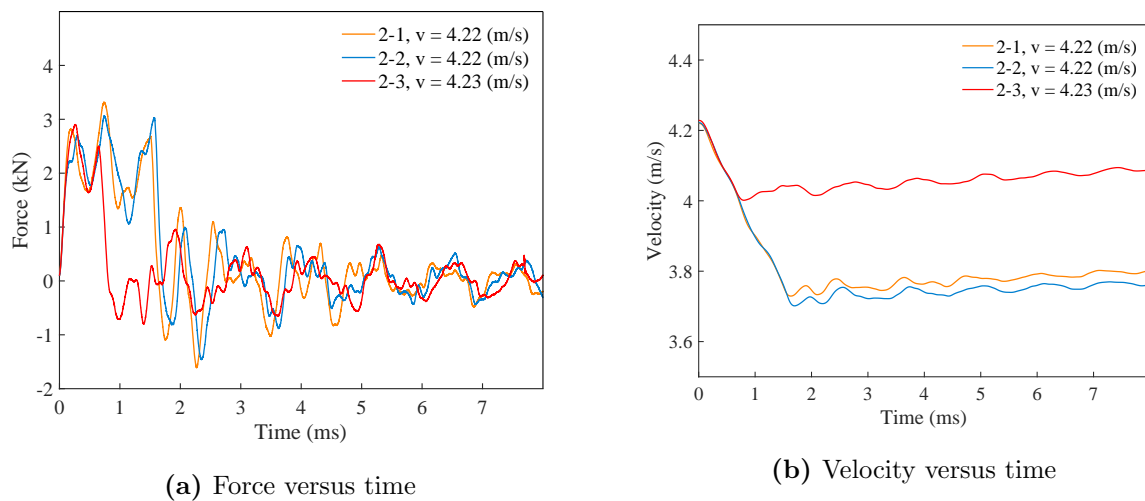 2-1, v = 4.22 (m/s)
2-2, v = 4.22 (m/s)
2-3, v = 4.23 (m/s)
4
3
2
1
0
-1
-2
Force (kN)
0 1 2 3 4 5 6 7
Time (ms)
(a) Force versus time
2-1, v = 4.22 (m/s)
2-2, v = 4.22 (m/s)
2-3, v = 4.23 (m/s)
4.4
4.2
4
3.8
3.6
Velocity (m/s)
0 1 2 3 4 5 6 7
Time (ms)
(b) Velocity versus time